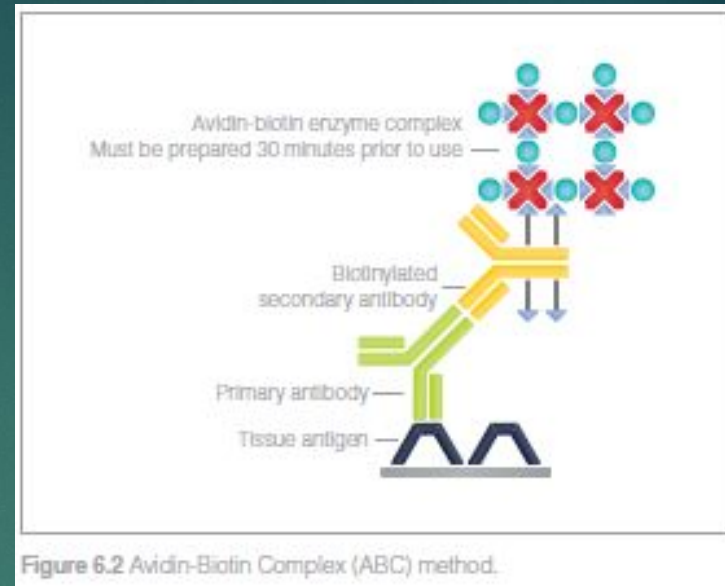 Avidin-biotin enzyme complex
Must be prepared 30 minutes prior to use
Biotinylated
secondary antibody
Primary antibody
Tissue antigen
Figure 6.2 Avidin-Biotin Complex (ABC) method.